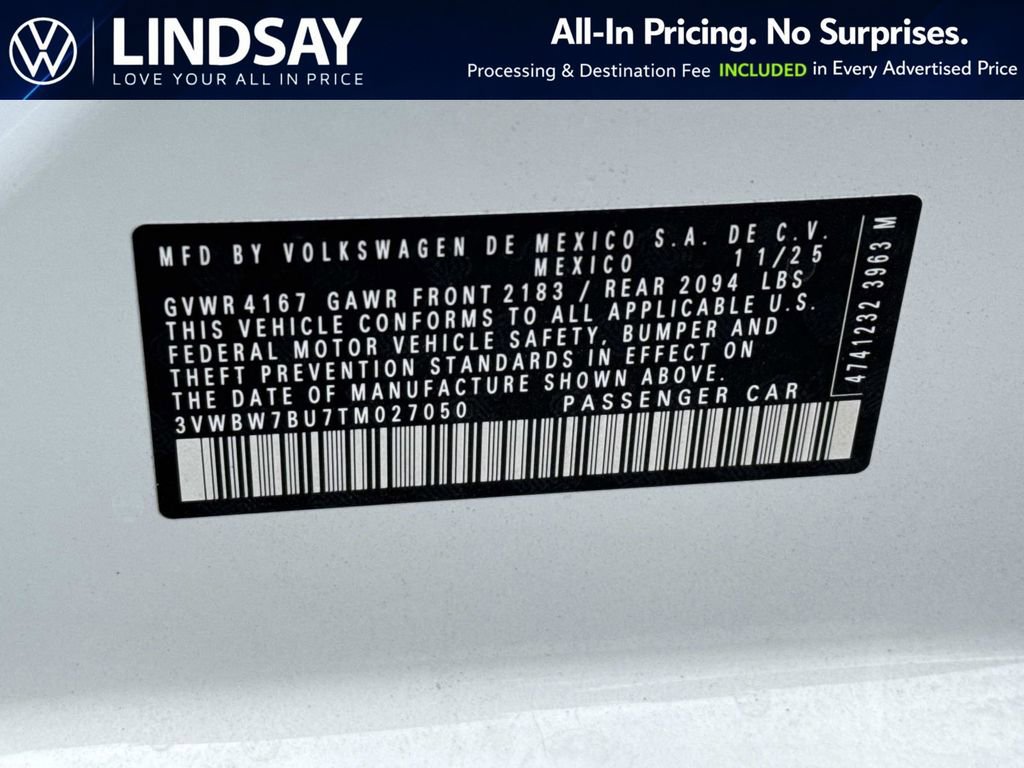 LINDSAY
LOVE YOUR ALL IN PRICE
All-In Pricing. No Surprises.
Processing & Destination Fee INCLUDED in Every Advertised Price
MFD BY VOLKSWAGEN DE MEXICO S.A. DE C.V.
MEXICO 11/25
GVWR 4167 GAWR FRONT 2183 / REAR 2094 LBS
THIS VEHICLE CONFORMS TO ALL APPLICABLE U.S.
FEDERAL MOTOR VEHICLE SAFETY, BUMPER AND
THEFT PREVENTION STANDARDS IN EFFECT ON
THE DATE OF MANUFACTURE SHOWN ABOVE.
3VWBW7BU7TM027050 PASSENGER CAR
4741232 3963 M